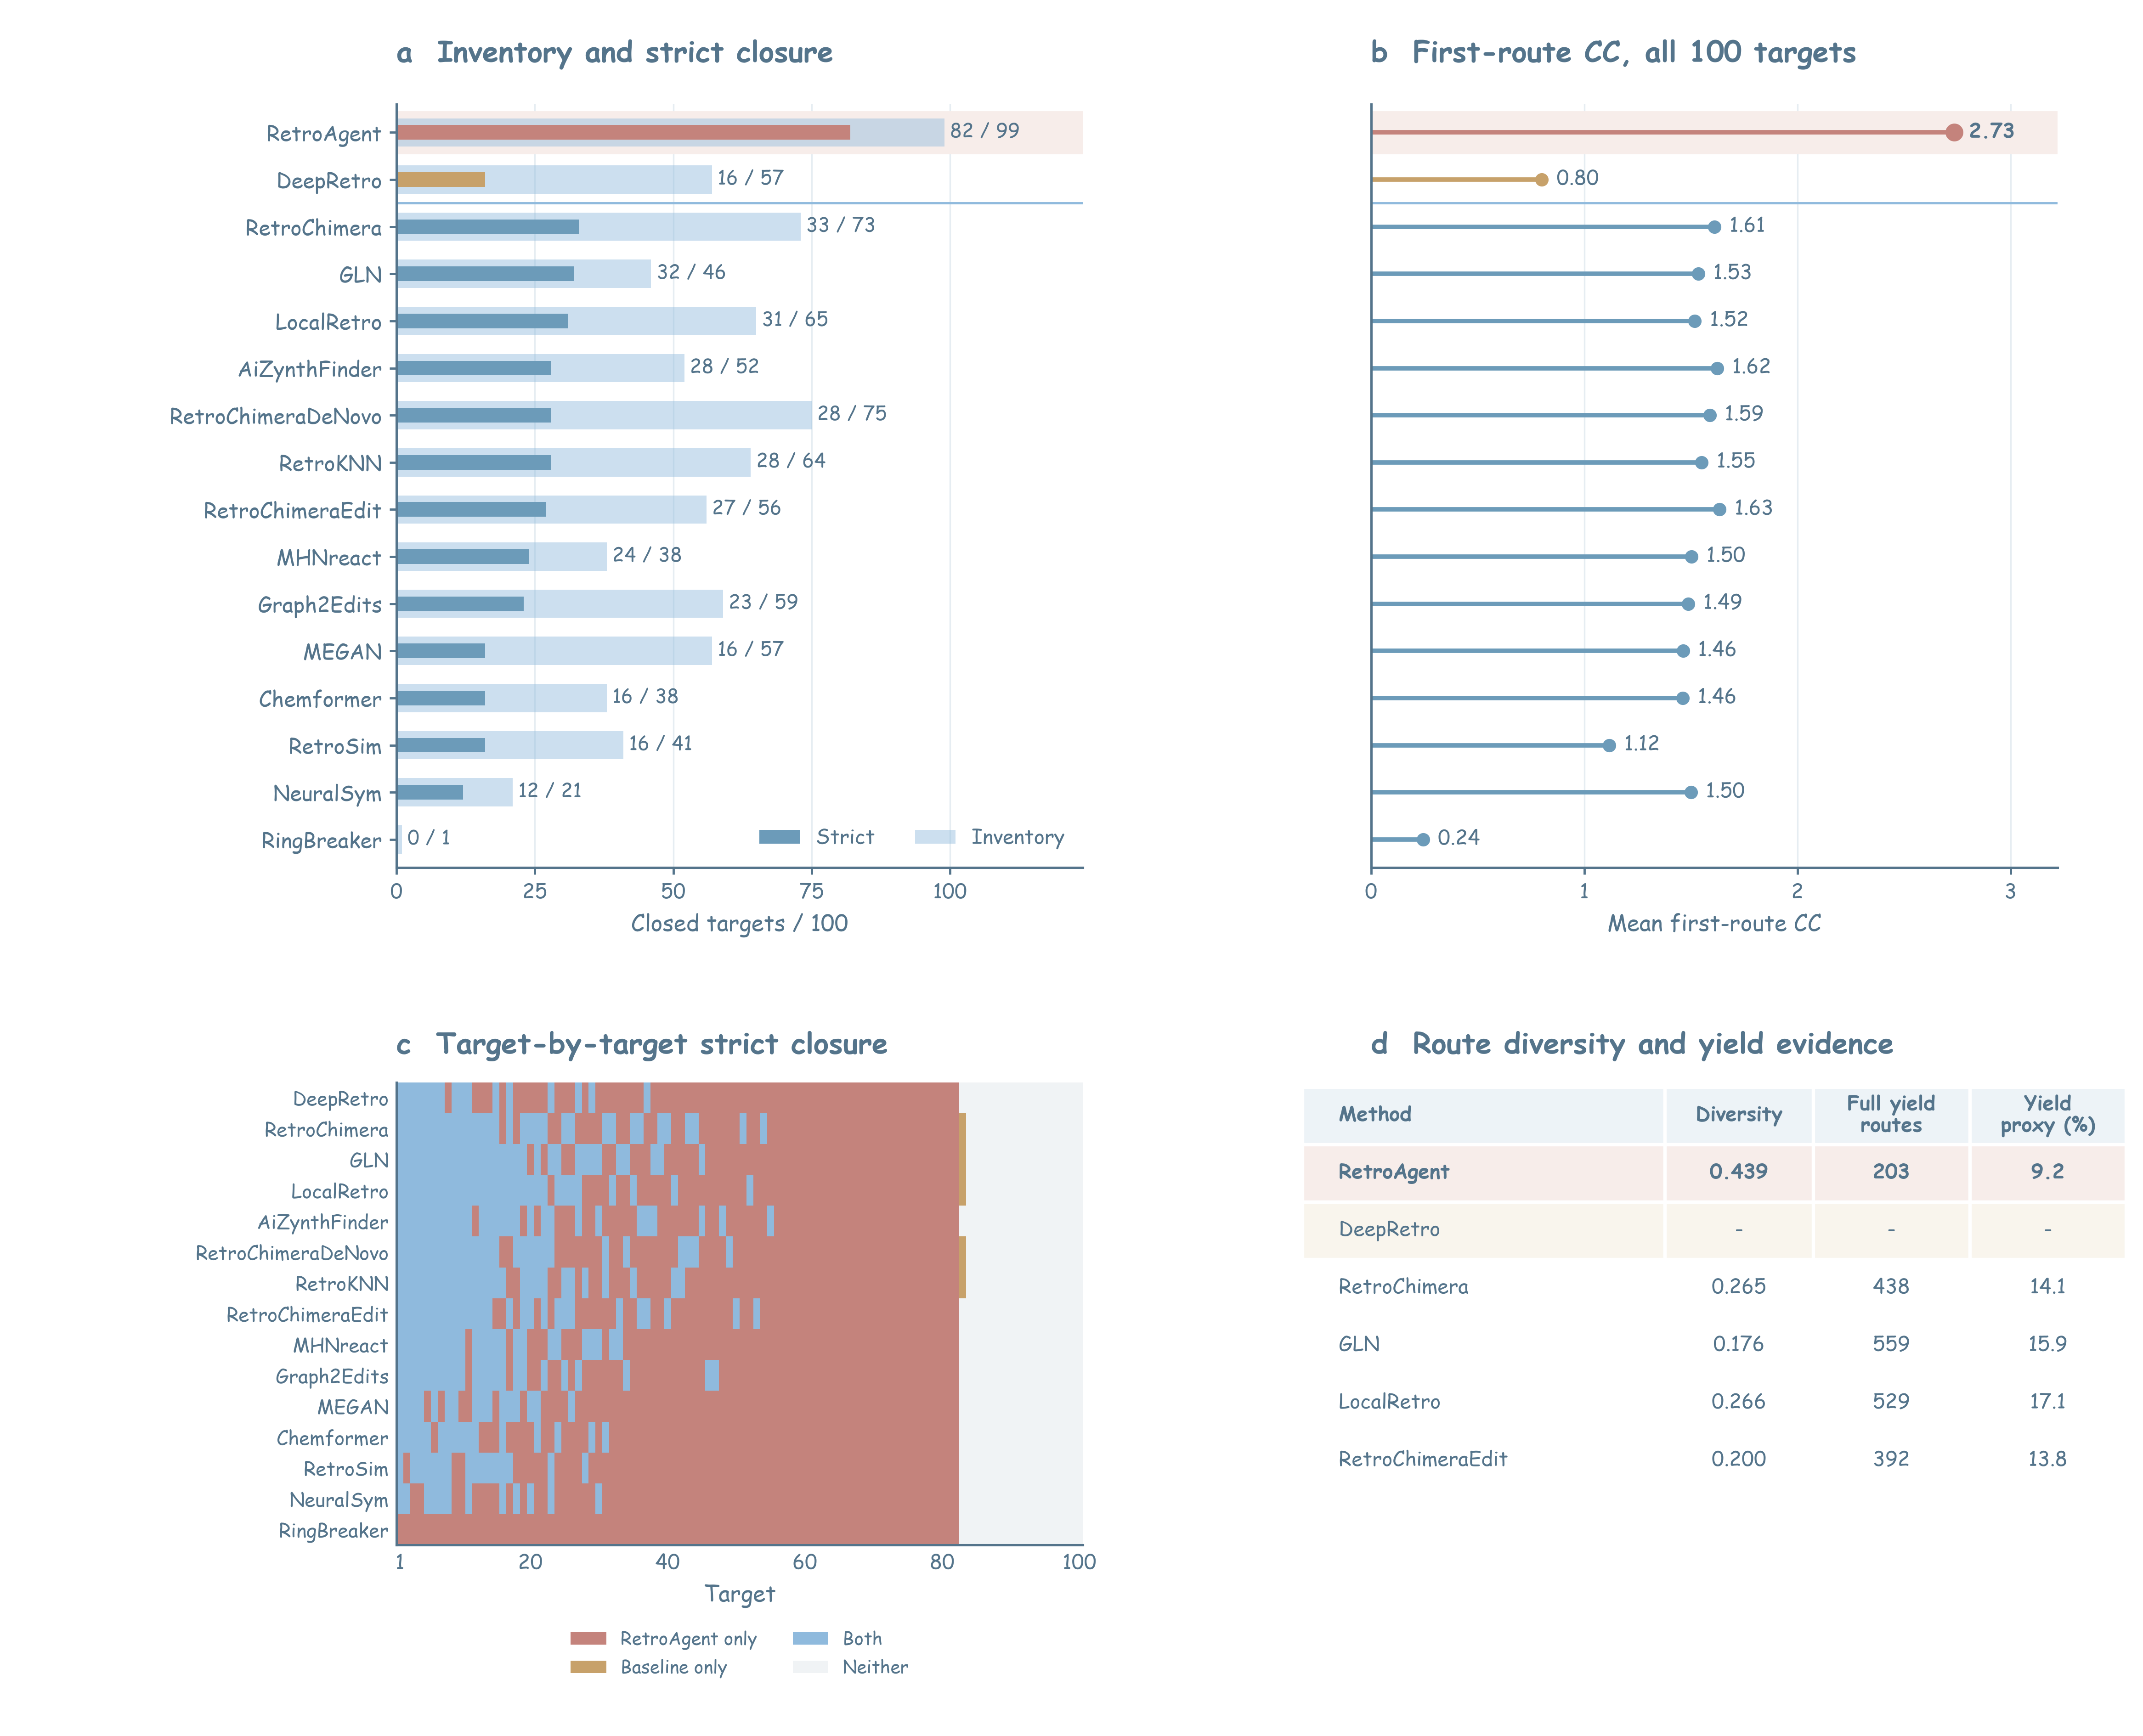 a Inventory and strict closure
RetroAgent
82 / 99
DeepRetro
16 / 57
RetroChimera
33 / 73
GLN
32 / 46
LocalRetro
31 / 65
AiZynthFinder
28 / 52
RetroChimeraDeNovo
28 / 75
RetroKNN
28 / 64
RetroChimeraEdit
27 / 56
MHNreact
24 / 38
Graph2Edits
23 / 59
MEGAN
16 / 57
Chemformer
16 / 38
RetroSim
16 / 41
NeuralSym
12 / 21
RingBreaker
0 / 1
Strict
Inventory
0 25 50 75 100
Closed targets / 100
b First-route CC, all 100 targets
2.73
0.80
1.61
1.53
1.52
1.62
1.59
1.55
1.63
1.50
1.49
1.46
1.46
1.12
1.50
0.24
0 1 2 3
Mean first-route CC
c Target-by-target strict closure
DeepRetro
RetroChimera
GLN
LocalRetro
AiZynthFinder
RetroChimeraDeNovo
RetroKNN
RetroChimeraEdit
MHNreact
Graph2Edits
MEGAN
Chemformer
RetroSim
NeuralSym
RingBreaker
1 20 40 60 80 100
Target
RetroAgent only
Both
Baseline only
Neither
d Route diversity and yield evidence
Method Diversity Full yield routes Yield proxy (%)
RetroAgent 0.439 203 9.2
DeepRetro - - -
RetroChimera 0.265 438 14.1
GLN 0.176 559 15.9
LocalRetro 0.266 529 17.1
RetroChimeraEdit 0.200 392 13.8